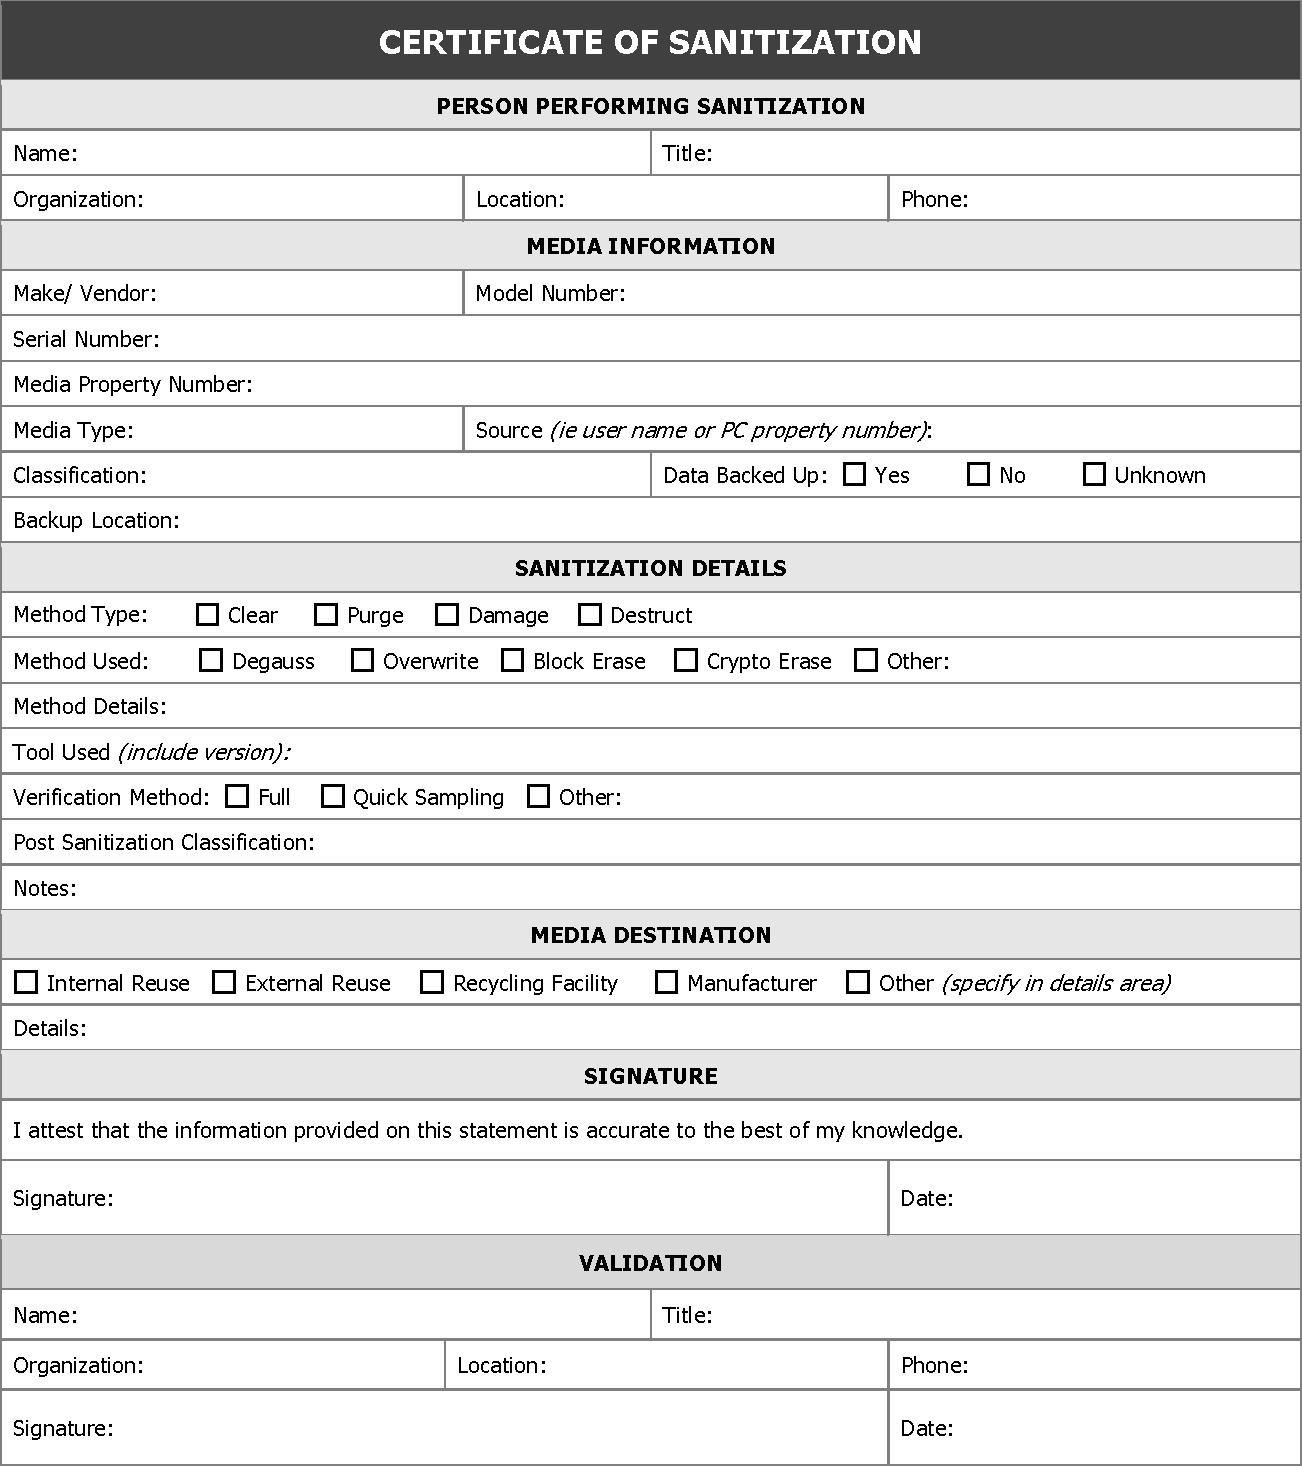 CERTIFICATE OF SANITIZATION
PERSON PERFORMING SANITIZATION
Name: Title:
Organization: Location: Phone:
MEDIA INFORMATION
Make/ Vendor: Model Number:
Serial Number:
Media Property Number:
Media Type: Source (ie user name or PC property number):
Classification: Data Backed Up: Yes No Unknown
Backup Location:
SANITIZATION DETAILS
Method Type: Clear Purge Damage Destruct
Method Used: Degauss Overwrite Block Erase Crypto Erase Other:
Method Details:
Tool Used (include version):
Verification Method: Full Quick Sampling Other:
Post Sanitization Classification:
Notes:
MEDIA DESTINATION
Internal Reuse External Reuse Recycling Facility Manufacturer Other (specify in details area)
Details:
SIGNATURE
I attest that the information provided on this statement is accurate to the best of my knowledge.
Signature: Date:
VALIDATION
Name: Title:
Organization: Location: Phone:
Signature: Date: